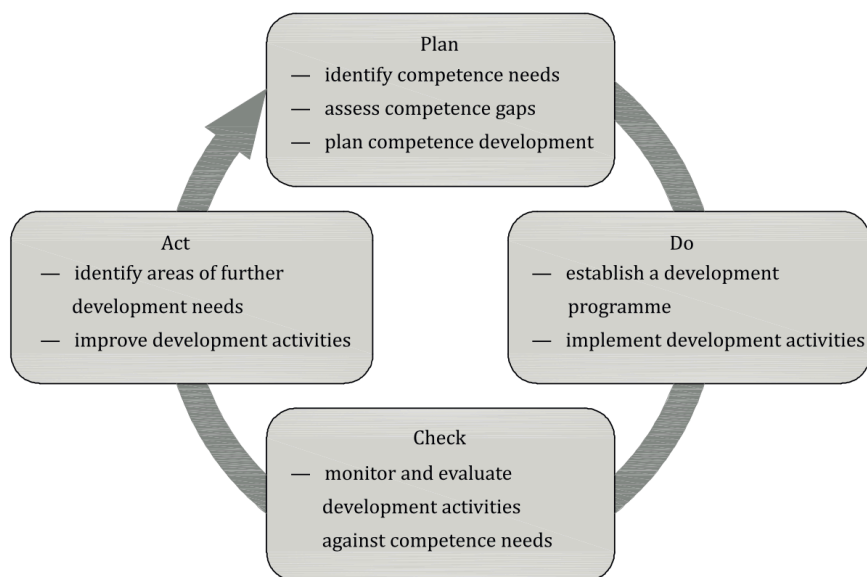 Plan
— identify competence needs
— assess competence gaps
— plan competence development
Act
— identify areas of further
development needs
— improve development activities
Do
— establish a development
programme
— implement development activities
Check
— monitor and evaluate
development activities
against competence needs